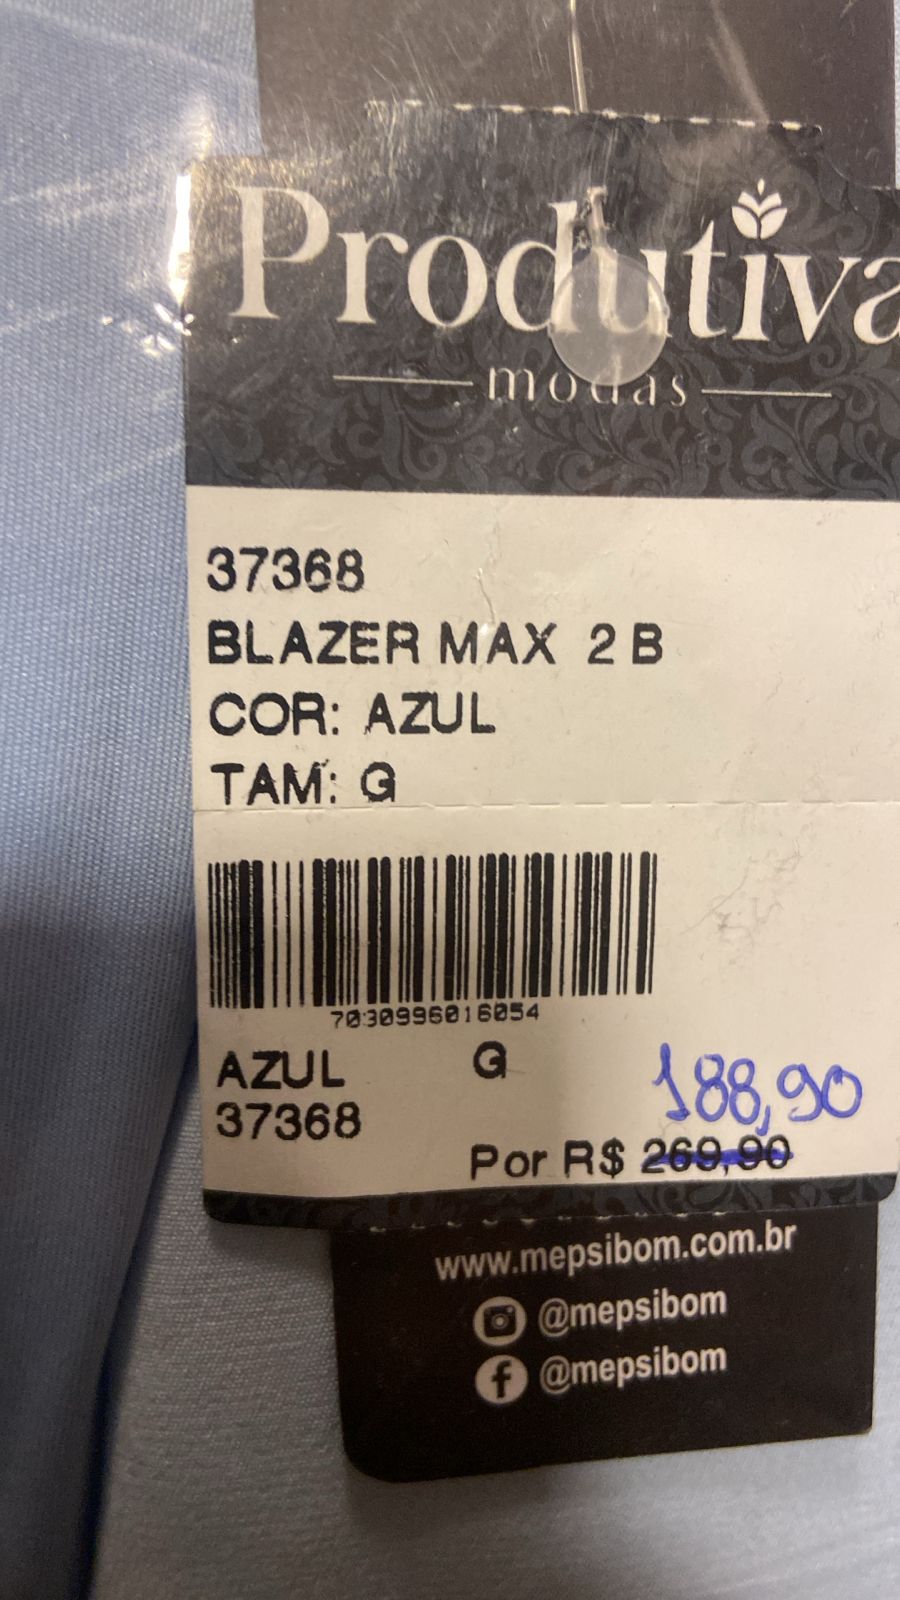 Produtiva
modas
37368
BLAZER MAX 2 B
COR: AZUL
TAM: G
7030996016054
AZUL G
37368
188,90
Por R$ 269,90
www.mepsibom.com.br
@mepsibom
@mepsibom